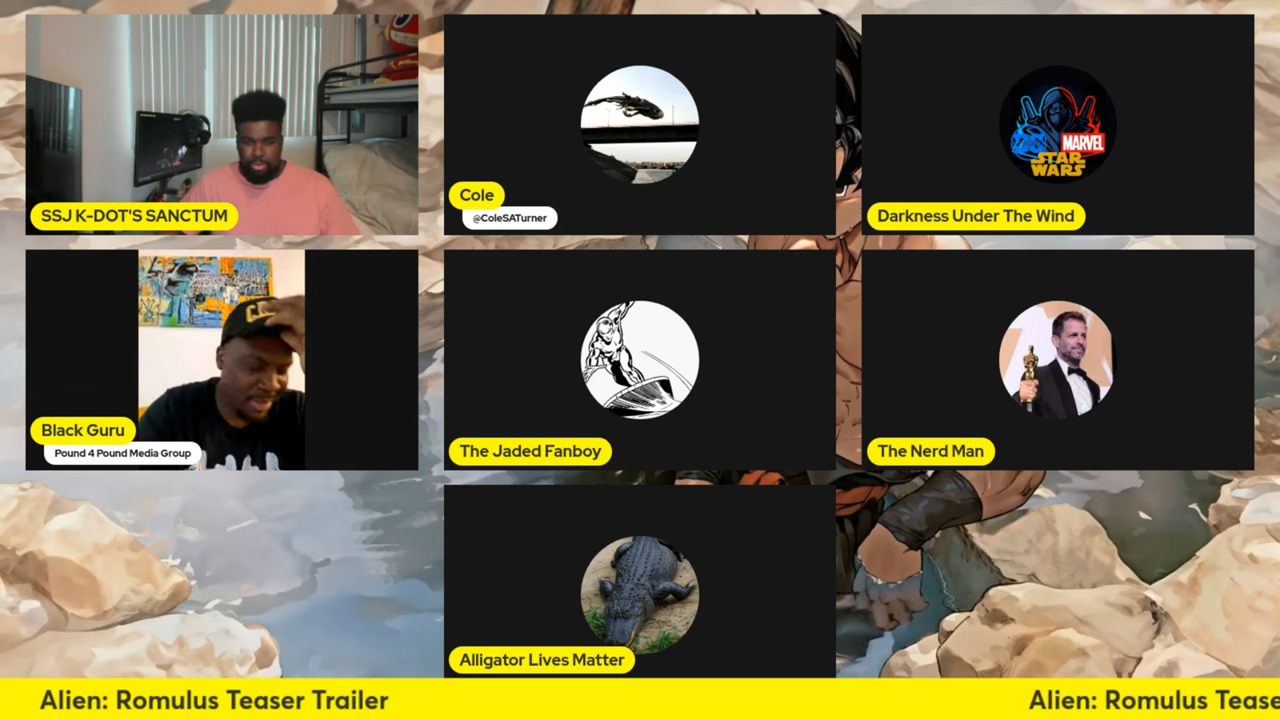 SSJ K-DOT'S SANCTUM
Cole
@ColeSATurner
MARVEL
STAR
WARS
Darkness Under The Wind
Black Guru
Pound 4 Pound Media Group
The Jaded Fanboy
The Nerd Man
Alligator Lives Matter
Alien: Romulus Teaser Trailer
Alien: Romulus Tease